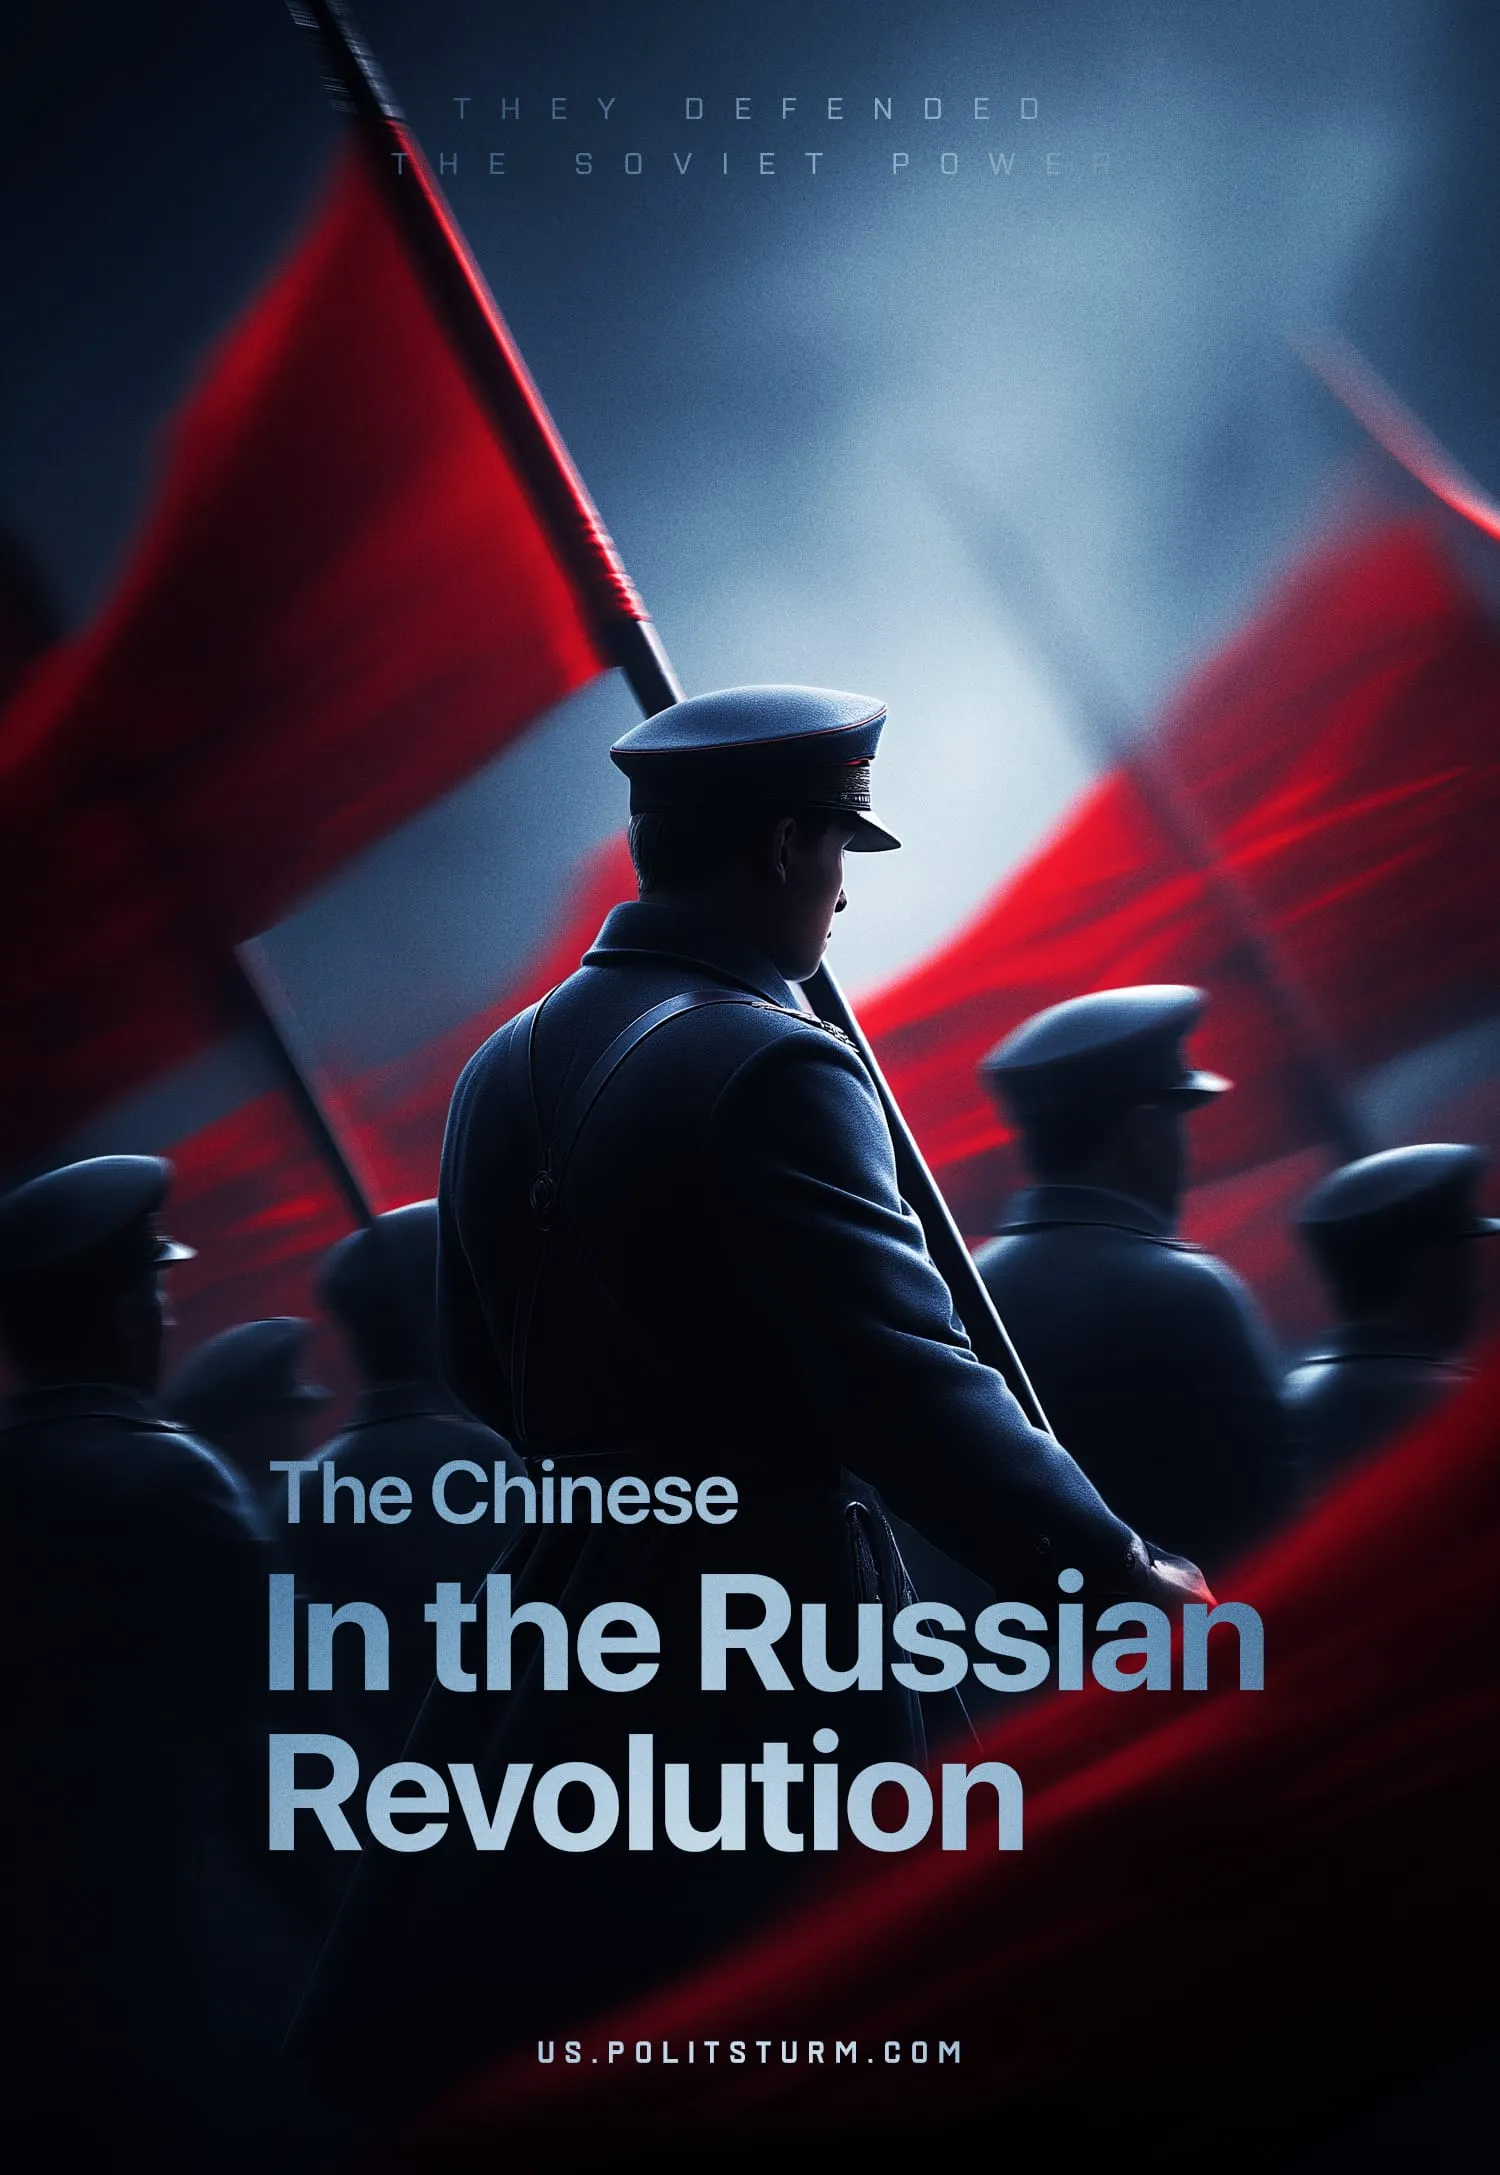 THEY DEFENDED
THE SOVIET POWER
The Chinese
In the Russian
Revolution
US.POLITSTURM.COM